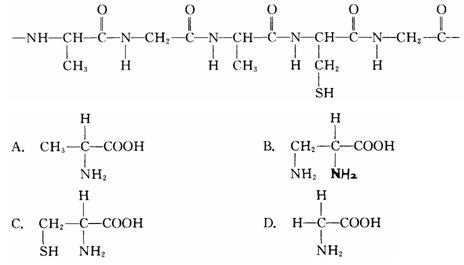 O O O O O
—NH—CH—C—N—CH₂—C—N—CH—C—N—CH—C—N—CH₂—C—
CH₃ H H CH₃ H CH₂ H
SH
H H
A. CH₃—C—COOH B. CH₂—C—COOH
NH₂ NH₂ NH₂
H H
C. CH₂—C—COOH D. H—C—COOH
SH NH₂ NH₂